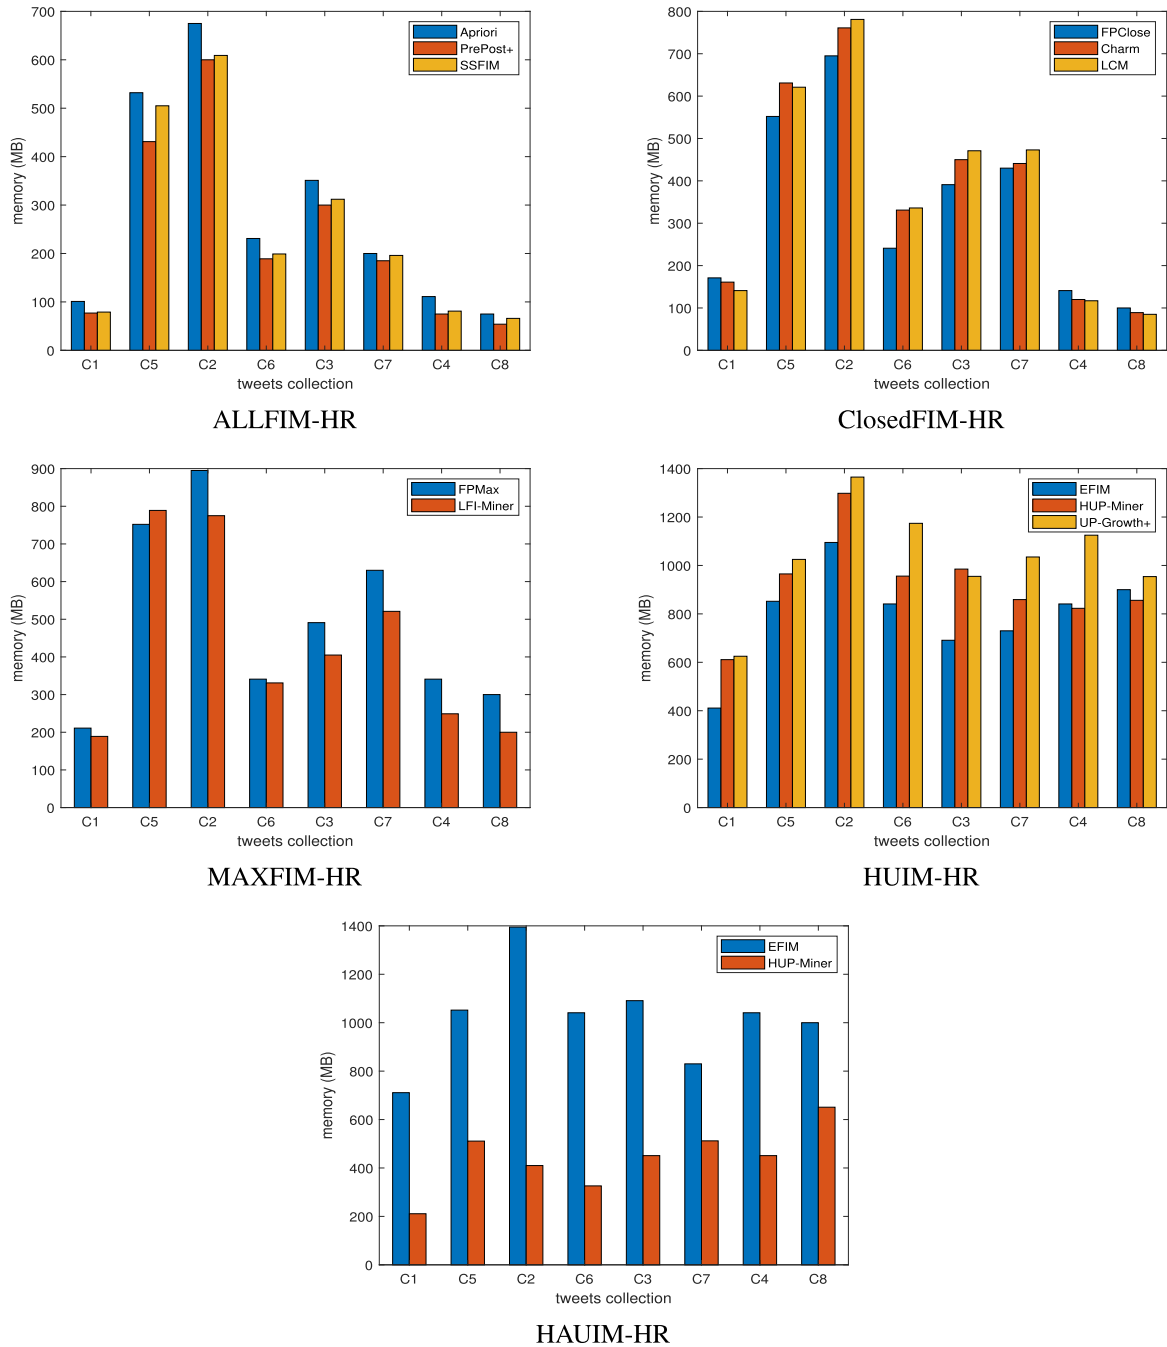 700
600
500
400
300
200
100
0
memory (MB)
Apriori
PrePost+
SSFIM
C1 C5 C2 C6 C3 C7 C4 C8
tweets collection
ALLFIM-HR
800
700
600
500
400
300
200
100
0
memory (MB)
FPClose
Charm
LCM
C1 C5 C2 C6 C3 C7 C4 C8
tweets collection
ClosedFIM-HR
900
800
700
600
500
400
300
200
100
0
memory (MB)
FPMax
LFI-Miner
C1 C5 C2 C6 C3 C7 C4 C8
tweets collection
MAXFIM-HR
1400
1200
1000
800
600
400
200
0
memory (MB)
EFIM
HUP-Miner
UP-Growth+
C1 C5 C2 C6 C3 C7 C4 C8
tweets collection
HUIM-HR
1400
1200
1000
800
600
400
200
0
memory (MB)
EFIM
HUP-Miner
C1 C5 C2 C6 C3 C7 C4 C8
tweets collection
HAUIM-HR